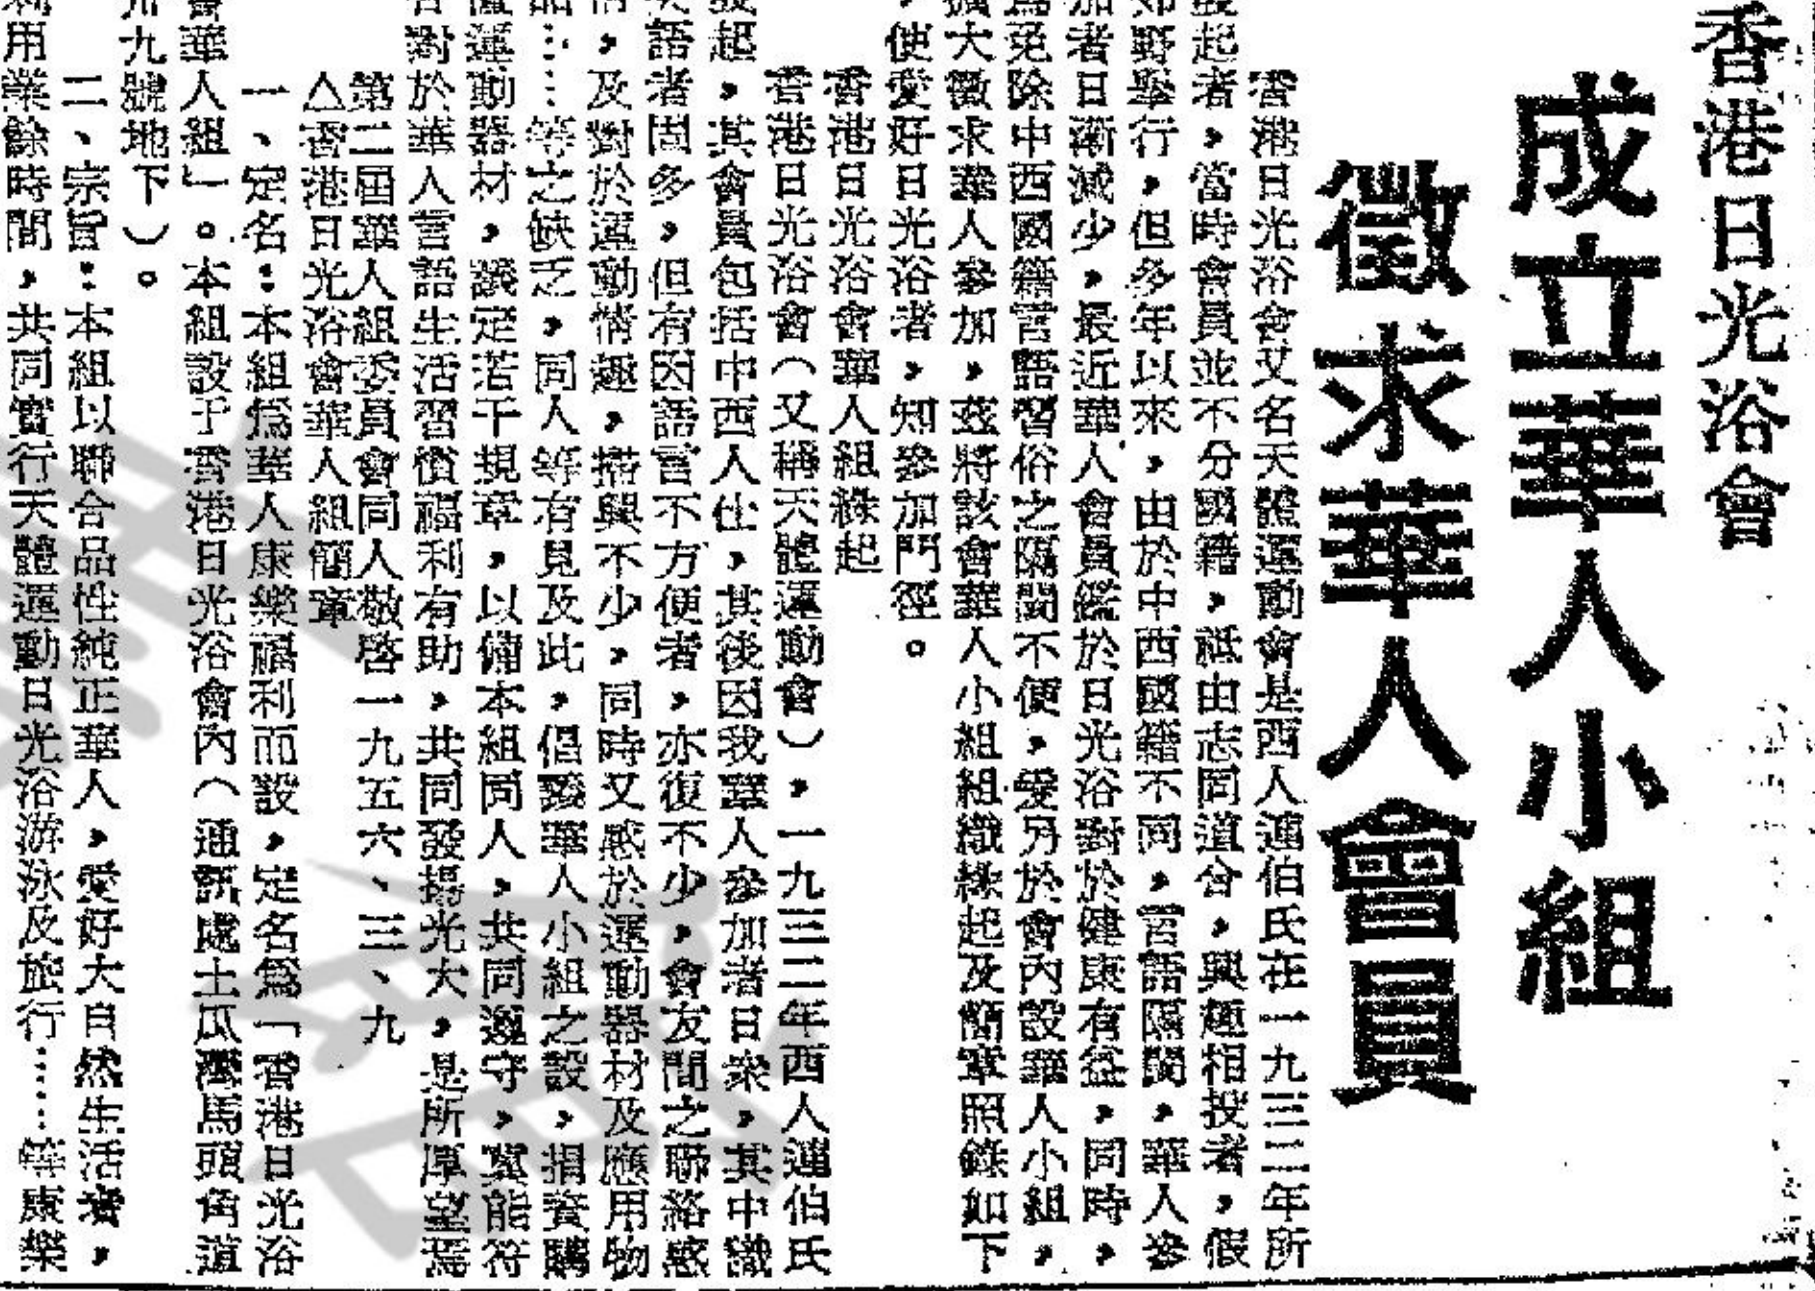 香港日光浴會
成立華人小組
徵求華人會員
香港日光浴會又名天體運動會是西人連伯氏在一九三二年所
發起者，當時會員並不分國籍，祇由志同道合，興趣相投者，假
郊野舉行，但多年以來，由於中西國籍不同，言語隔閡，華人參
加者日漸減少，最近華人會員鑑於日光浴對於健康有益，同時，
爲免除中西國籍言語習俗之隔閡不便，爰另於會內設華人小組，
擴大徵求華人參加，茲將該會華人小組組織緣起及簡章照錄如下
，使愛好日光浴者，知參加門徑。
香港日光浴會華人組緣起
香港日光浴會（又稱天體運動會），一九三二年西人連伯氏
發起，其會員包括中西人仕，其後因我華人參加者日衆，其中識
英語者固多，但有因語言不方便者，亦復不少，會友間之聯絡感
情，及對於運動情趣，掃興不少，同時又感於運動器材及應用物
品……等之缺乏，同人等有見及此，倡議華人小組之設，捐資購
置運動器材，議定若干規章，以備本組同人，共同遵守，冀能符
合對於華人言語生活習慣福利有助，共同發揚光大，是所厚望焉
第二屆華人組委員會同人敬啓一九五六、三、九
△香港日光浴會華人組簡章
一、定名：本組爲華人康樂福利而設，定名爲「香港日光浴
會華人組」。本組設于香港日光浴會內（通訊處土瓜灣馬頭角道
卅九號地下）。
二、宗旨：本組以聯合品性純正華人，愛好大自然生活者，
利用業餘時間，共同實行天體運動日光浴游泳及旅行……等康樂